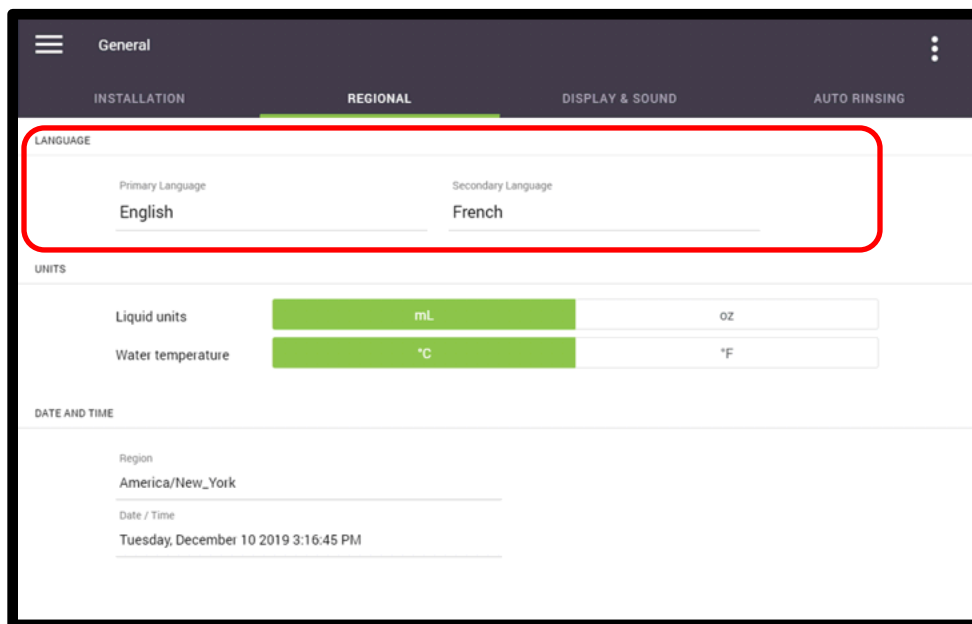 General
INSTALLATION REGIONAL DISPLAY & SOUND AUTO RINSING
LANGUAGE
Primary Language Secondary Language
English French
UNITS
Liquid units mL oz
Water temperature °C °F
DATE AND TIME
Region
America/New_York
Date / Time
Tuesday, December 10 2019 3:16:45 PM